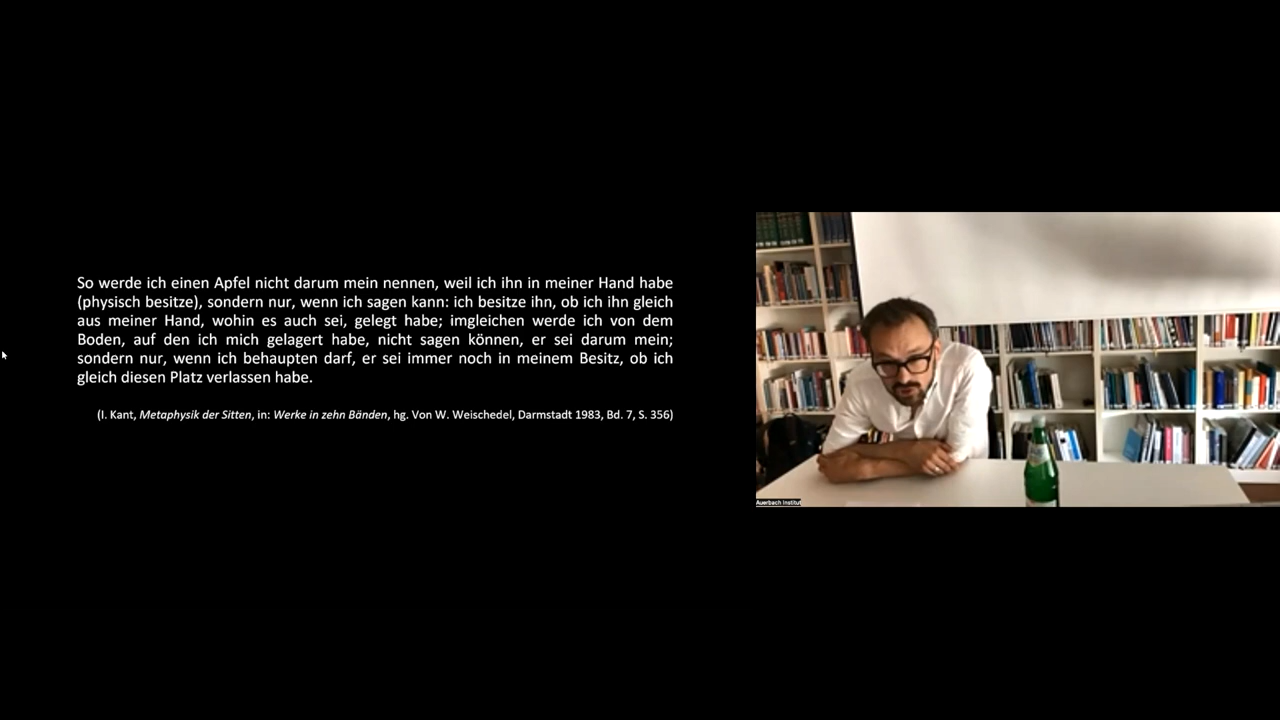 So werde ich einen Apfel nicht darum mein nennen, weil ich ihn in meiner Hand habe
(physisch besitze), sondern nur, wenn ich sagen kann: ich besitze ihn, ob ich ihn gleich
aus meiner Hand, wohin es auch sei, gelegt habe; imgleichen werde ich von dem
Boden, auf den ich mich gelagert habe, nicht sagen können, er sei darum mein;
sondern nur, wenn ich behaupten darf, er sei immer noch in meinem Besitz, ob ich
gleich diesen Platz verlassen habe.
(I. Kant, Metaphysik der Sitten, in: Werke in zehn Bänden, hg. Von W. Weischedel, Darmstadt 1983, Bd. 7, S. 356)
Auerbach Institut